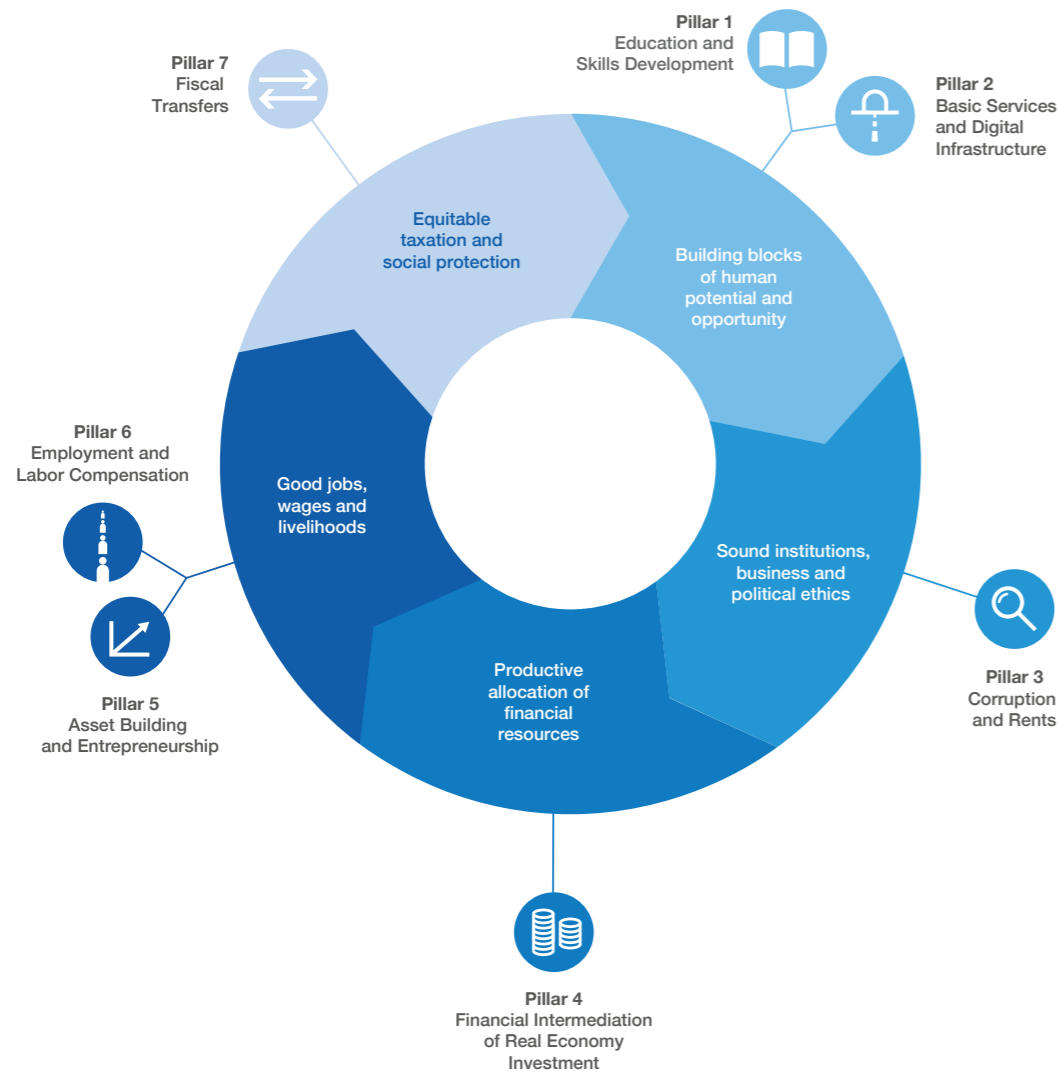 Pillar 1
Education and
Skills Development
Pillar 2
Basic Services
and Digital
Infrastructure
Pillar 7
Fiscal
Transfers
Equitable
taxation and
social protection
Building blocks
of human
potential and
opportunity
Pillar 6
Employment and
Labor Compensation
Good jobs,
wages and
livelihoods
Sound institutions,
business and
political ethics
Pillar 3
Corruption
and Rents
Productive
allocation of
financial
resources
Pillar 5
Asset Building
and Entrepreneurship
Pillar 4
Financial Intermediation
of Real Economy
Investment